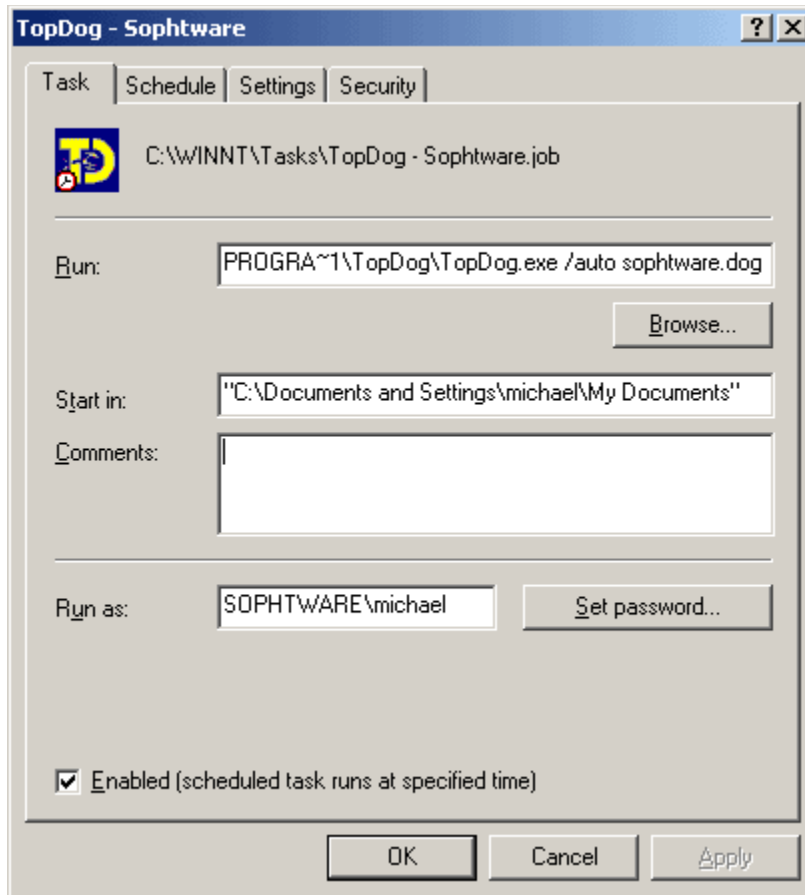 TopDog - Sophtware
Task Schedule Settings Security
C:\WINNT\Tasks\TopDog - Sophtware.job
Run: PROGRA~1\TopDog\TopDog.exe /auto sophtware.dog
Browse...
Start in: "C:\Documents and Settings\michael\My Documents"
Comments:
Run as: SOPHTWARE\michael Set password...
Enabled (scheduled task runs at specified time)
OK Cancel Apply